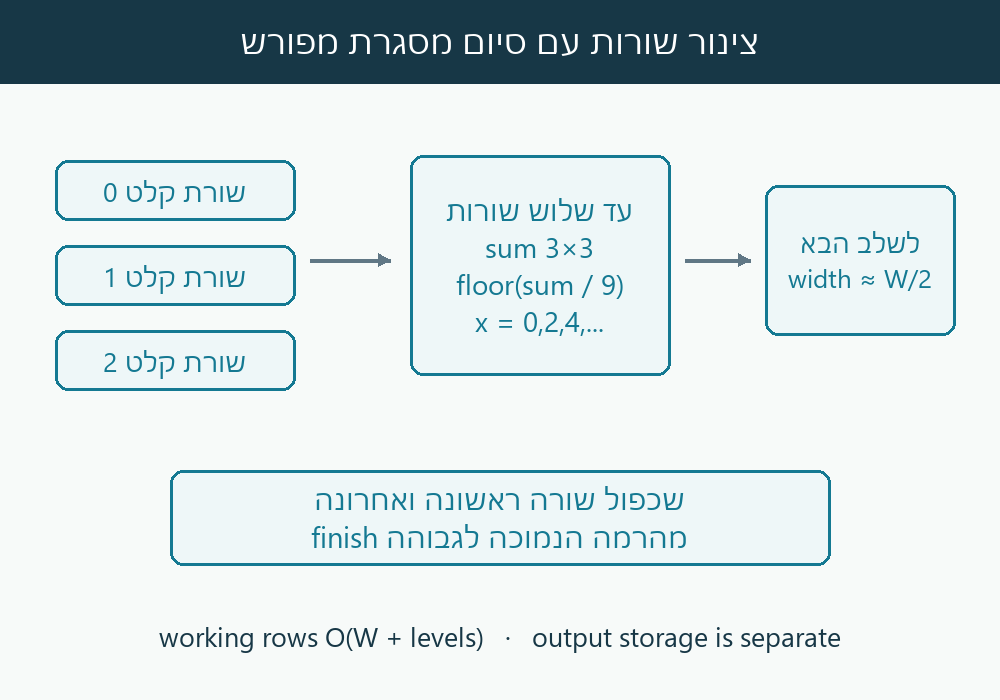 צינור שורות עם סיום מסגרת מפורש
שורת קלט 0
שורת קלט 1
שורת קלט 2
עד שלוש שורות
sum 3×3
floor(sum / 9)
x = 0,2,4,...
לשלב הבא
width ≈ W/2
שכפול שורה ראשונה ואחרונה
finish מהרמה הנמוכה לגבוהה
working rows O(W + levels) · output storage is separate